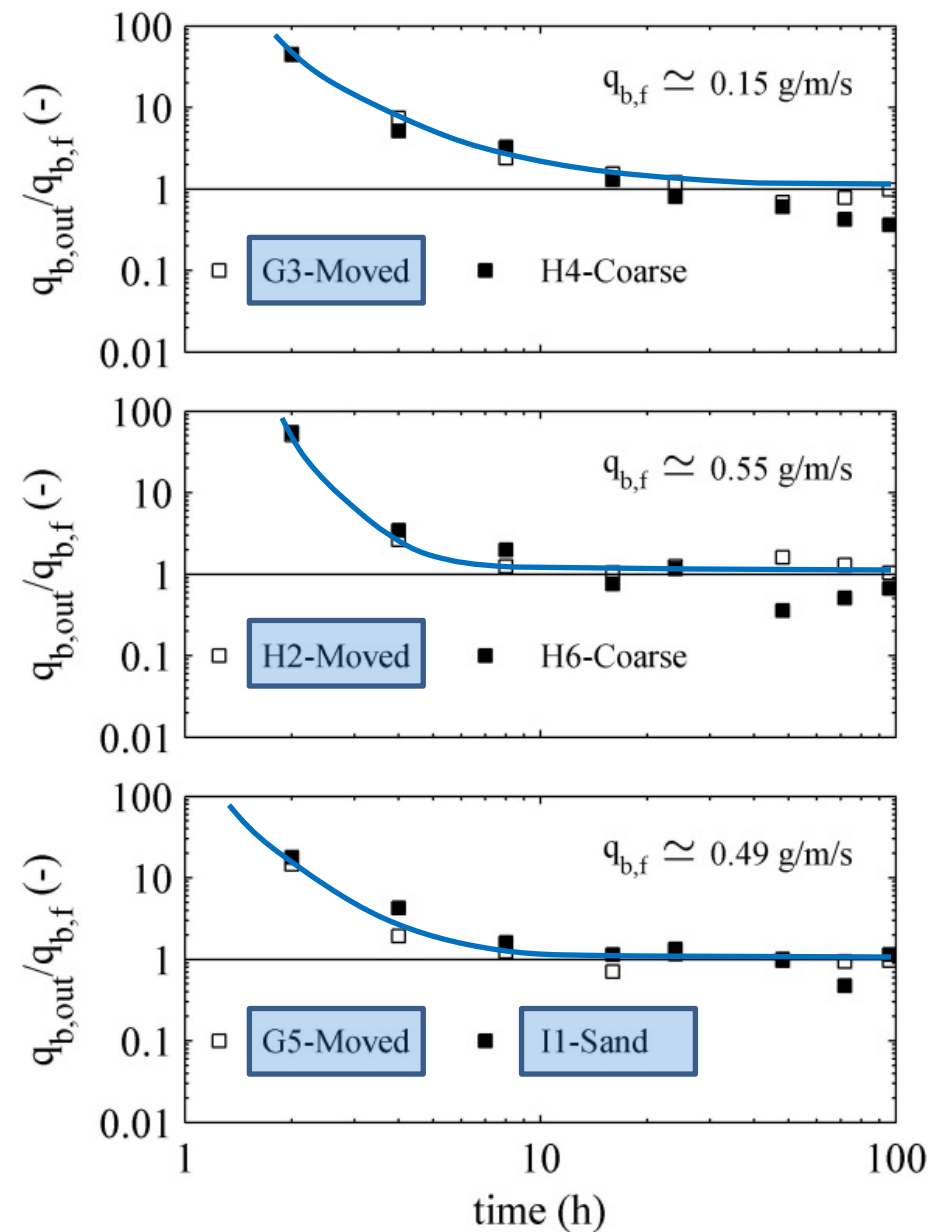 100
10
1
0.1
0.01
q_b,out/q_b,f (-)
q_b,f ≃ 0.15 g/m/s
G3-Moved
H4-Coarse
100
10
1
0.1
0.01
q_b,out/q_b,f (-)
q_b,f ≃ 0.55 g/m/s
H2-Moved
H6-Coarse
100
10
1
0.1
0.01
q_b,out/q_b,f (-)
q_b,f ≃ 0.49 g/m/s
G5-Moved
I1-Sand
1
10
100
time (h)